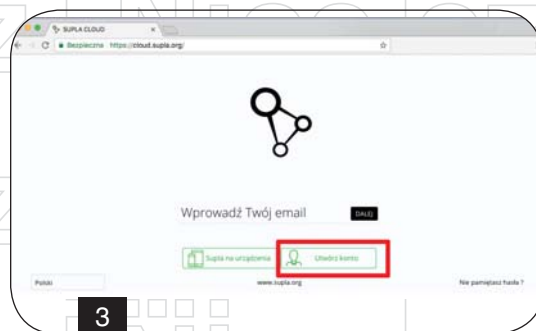 SUPLA CLOUD
Bezpieczna https://cloud.supla.org/
Wprowadź Twój email DALEJ
Supla na urządzenia Utwórz konto
Polski www.supla.org Nie pamiętasz hasła ?
3